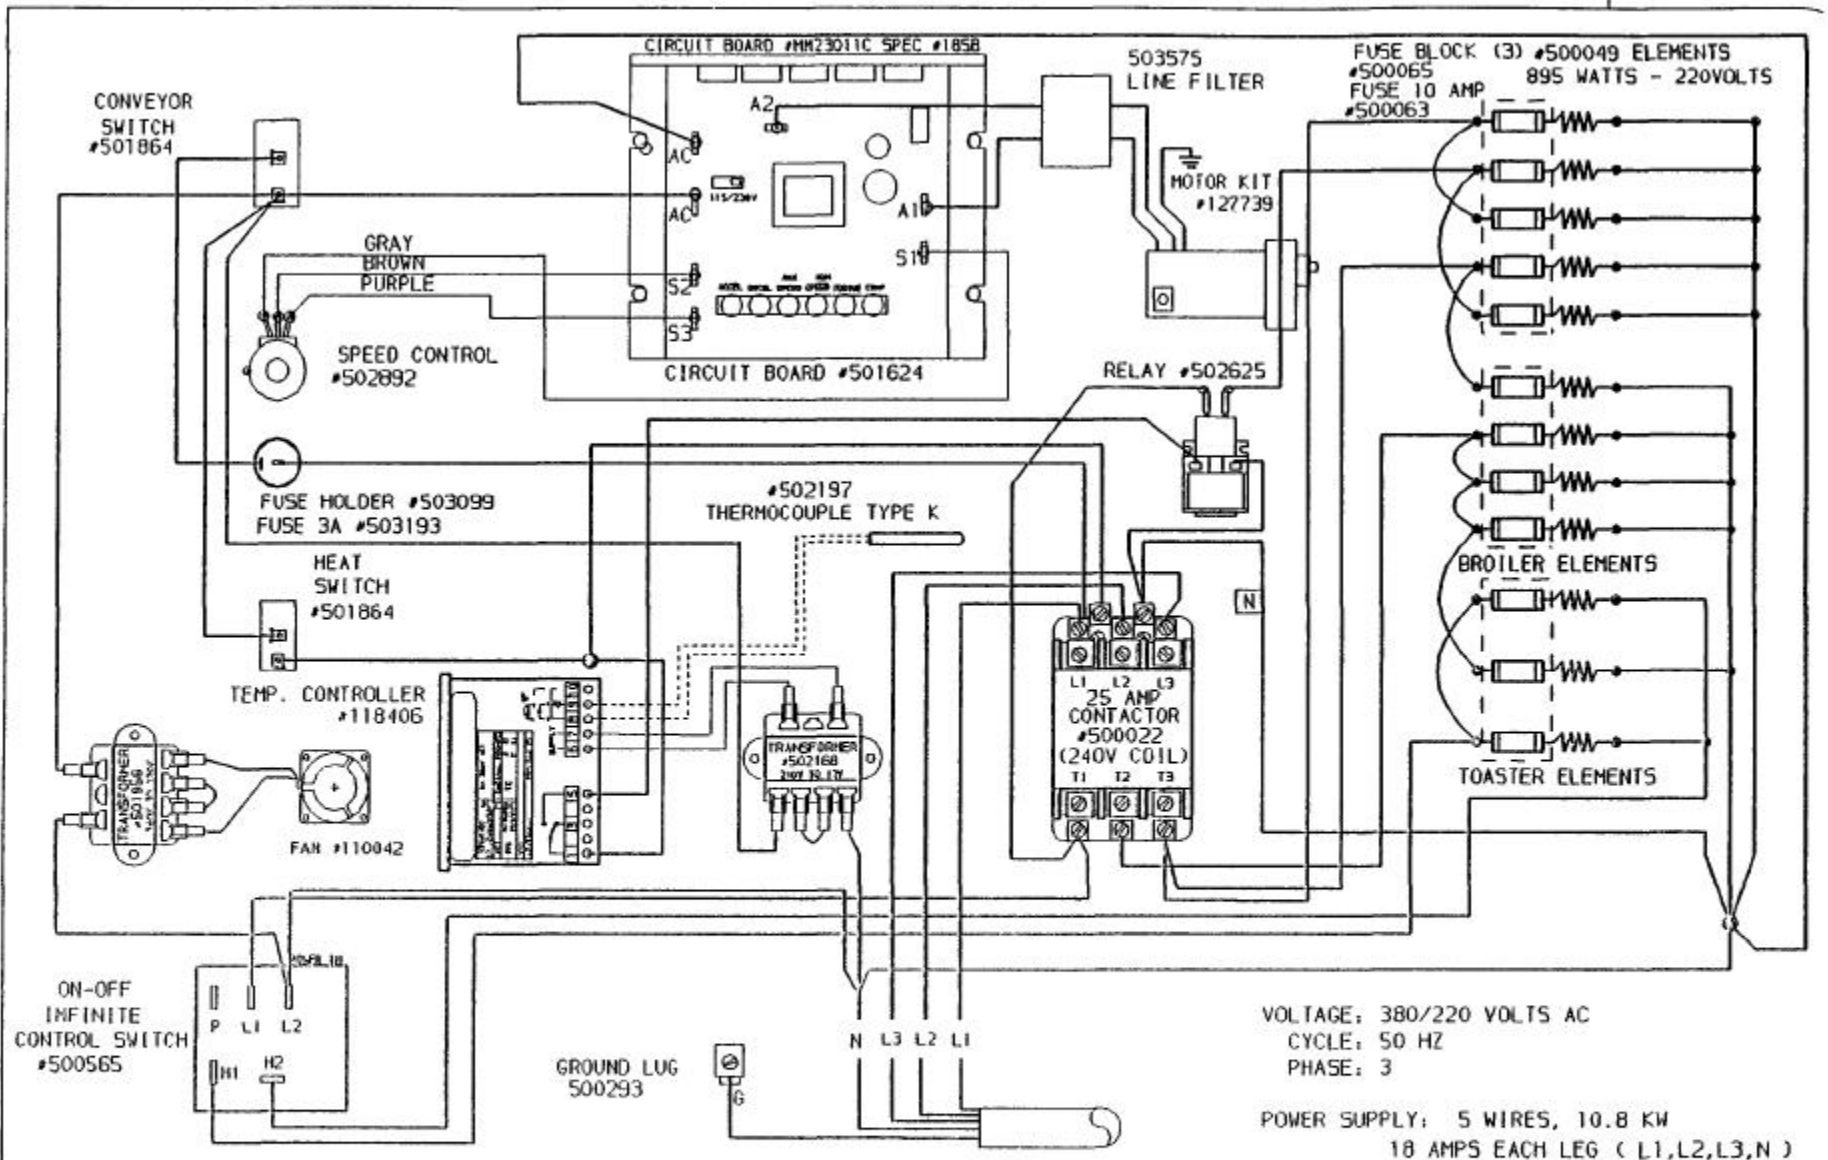 CIRCUIT BOARD #MM23011C SPEC #1858
503575
LINE FILTER
FUSE BLOCK (3)
#500065
FUSE 10 AMP
#500063
#500049 ELEMENTS
895 WATTS - 220VOLTS
CONVEYOR
SWITCH
#501864
A2
AC
115/230V
AC
A1
S1
S2
S3
MOTOR KIT
#127739
GRAY
BROWN
PURPLE
SPEED CONTROL
#502892
CIRCUIT BOARD #501624
RELAY #502625
FUSE HOLDER #503099
FUSE 3A #503193
#502197
THERMOCOUPLE TYPE K
HEAT
SWITCH
#501864
BROILER ELEMENTS
N
TEMP. CONTROLLER
#118406
L1 L2 L3
25 AMP
CONTACTOR
#500022
(240V COIL)
T1 T2 T3
TRANSFORMER
#502168
TRANSFORMER
TOASTER ELEMENTS
FAN #110042
ON-OFF
INFINITE
CONTROL SWITCH
#500565
P L1 L2
H1 H2
N L3 L2 L1
GROUND LUG
500293
G
VOLTAGE: 380/220 VOLTS AC
CYCLE: 50 HZ
PHASE: 3
POWER SUPPLY: 5 WIRES, 10.8 KW
18 AMPS EACH LEG ( L1,L2,L3,N )